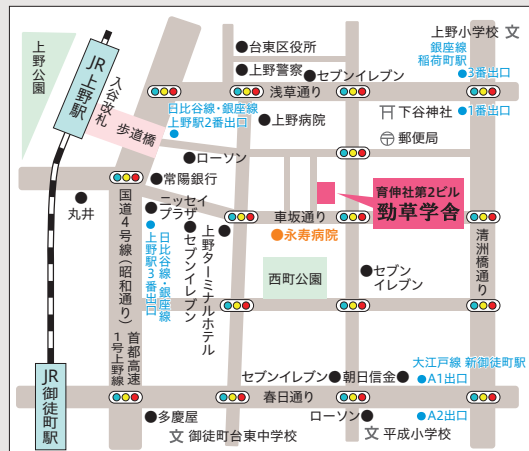 上野小学校 文
銀座線
稲荷町駅
3番出口
上野公園
JR上野駅
入谷改札
歩道橋
台東区役所
上野警察
セブンイレブン
浅草通り
日比谷線・銀座線
上野駅2番出口
上野病院
下谷神社
1番出口
郵便局
ローソン
常陽銀行
丸井
ニッセイ
プラザ
車坂通り
育伸社第2ビル
勁草学舎
永寿病院
国道4号線(昭和通り)
日比谷線・銀座線
上野駅3番出口
セブンイレブン
上野ターミナルホテル
西町公園
セブン
イレブン
清洲橋通り
首都高速
1号上野線
JR
御徒町駅
大江戸線 新御徒町駅
セブンイレブン
朝日信金
A1出口
春日通り
多慶屋
ローソン
A2出口
文 御徒町台東中学校
文 平成小学校